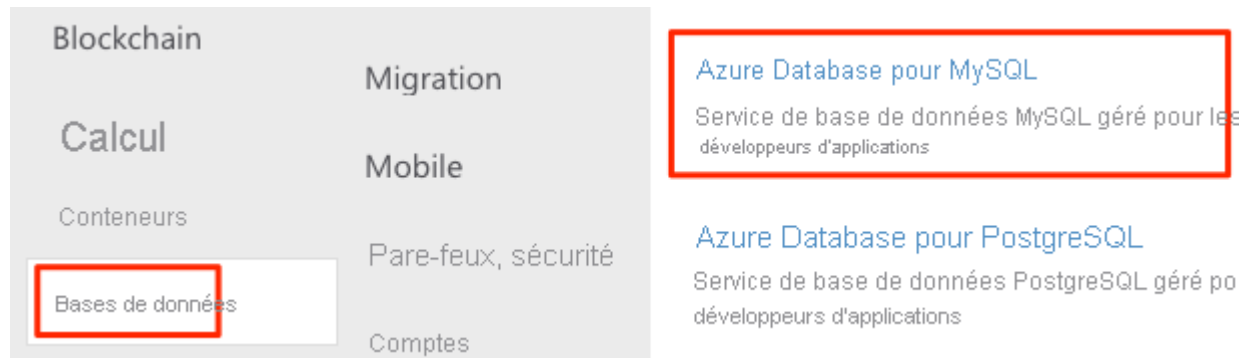 Blockchain
Calcul
Conteneurs
Bases de données
Migration
Mobile
Pare-feux, sécurité
Comptes
Azure Database pour MySQL
Service de base de données MySQL géré pour les
développeurs d'applications
Azure Database pour PostgreSQL
Service de base de données PostgreSQL géré po
développeurs d'applications